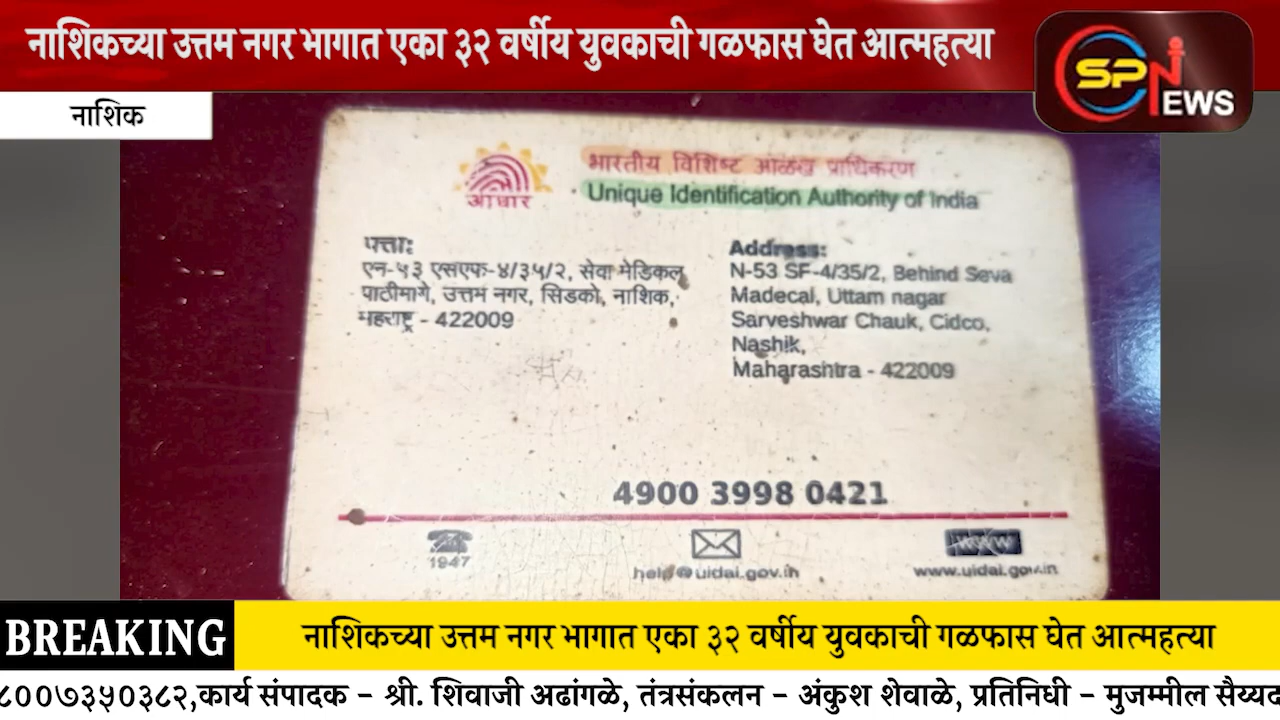 नाशिकच्या उत्तम नगर भागात एका ३२ वर्षीय युवकाची गळफास घेत आत्महत्या
SPN NEWS
नाशिक
आधार
भारतीय विशिष्ट ओळख प्राधिकरण
Unique Identification Authority of India
पत्ता:
एन-५३ एसएफ-४/३५/२, सेवा मेडिकल
पाठीमागे, उत्तम नगर, सिडको, नाशिक,
महराष्ट्र - 422009
Address:
N-53 SF-4/35/2, Behind Seva
Madecal, Uttam nagar
Sarveshwar Chauk, Cidco,
Nashik,
Maharashtra - 422009
4900 3998 0421
1947
help@uidai.gov.in
www
www.uidai.gov.in
BREAKING
नाशिकच्या उत्तम नगर भागात एका ३२ वर्षीय युवकाची गळफास घेत आत्महत्या
८००७३५०३८२,कार्य संपादक - श्री. शिवाजी अढांगळे, तंत्रसंकलन - अंकुश शेवाळे, प्रतिनिधी - मुजम्मील सैय्यद